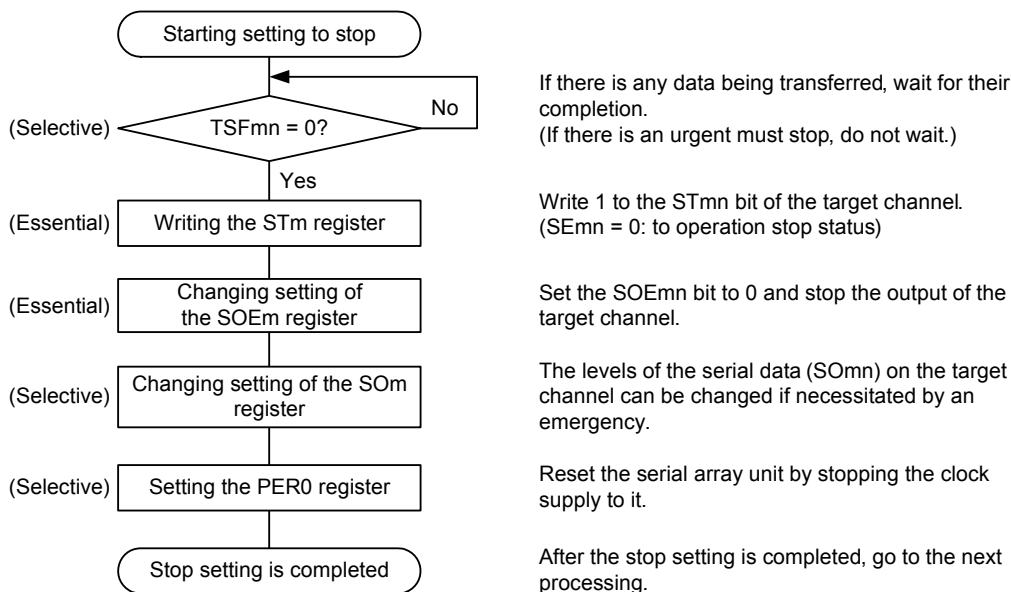 Starting setting to stop
If there is any data being transferred, wait for their
completion.
(If there is an urgent must stop, do not wait.)
(Selective)
TSFmn = 0?
No
Yes
(Essential)
Writing the STm register
Write 1 to the STmn bit of the target channel.
(SEmn = 0: to operation stop status)
(Essential)
Changing setting of
the SOEm register
Set the SOEmn bit to 0 and stop the output of the
target channel.
(Selective)
Changing setting of the SOm
register
The levels of the serial data (SOmn) on the target
channel can be changed if necessitated by an
emergency.
(Selective)
Setting the PER0 register
Reset the serial array unit by stopping the clock
supply to it.
Stop setting is completed
After the stop setting is completed, go to the next
processing.